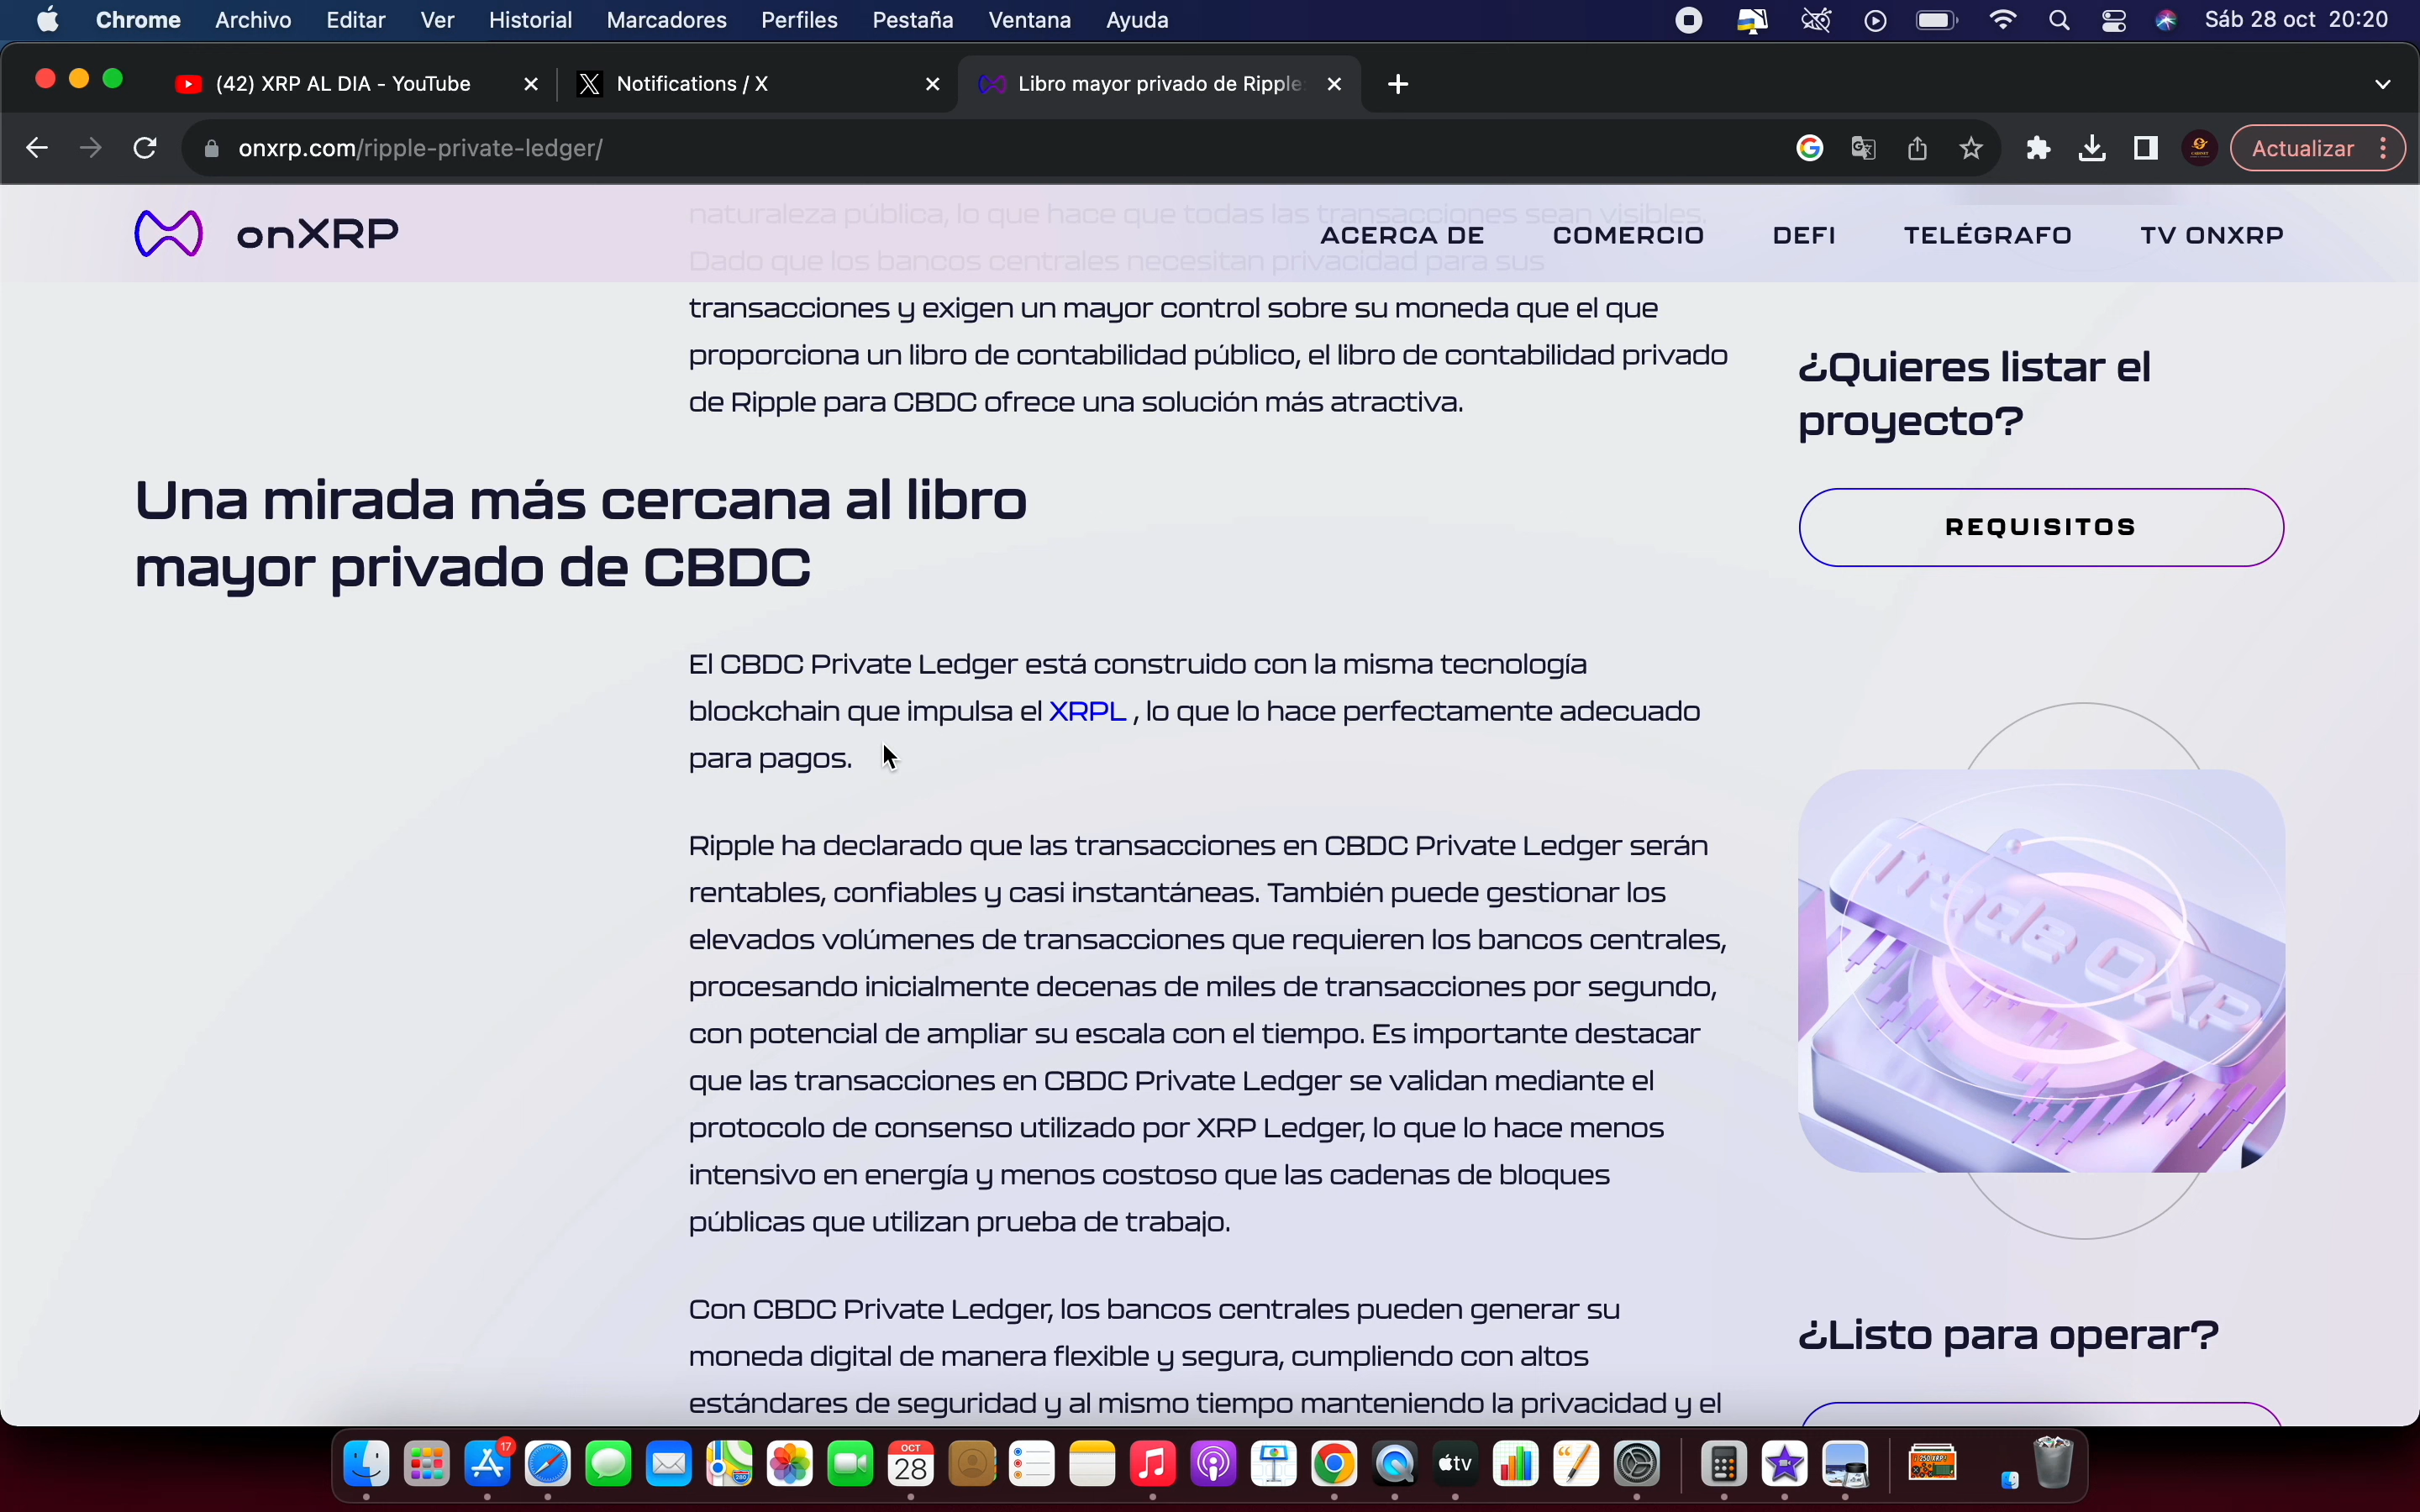 Chrome Archivo Editar Ver Historial Marcadores Perfiles Pestaña Ventana Ayuda Sáb 28 oct 20:20
(42) XRP AL DIA - YouTube Notifications / X Libro mayor privado de Ripple
onxrp.com/ripple-private-ledger/ Actualizar
naturaleza pública, lo que hace que todas las transacciones sean visibles.
onXRP ACERCA DE COMERCIO DEFI TELÉGRAFO TV ONXRP
Dado que los bancos centrales necesitan privacidad para sus
transacciones y exigen un mayor control sobre su moneda que el que
proporciona un libro de contabilidad público, el libro de contabilidad privado
de Ripple para CBDC ofrece una solución más atractiva.
¿Quieres listar el
proyecto?
REQUISITOS
Una mirada más cercana al libro
mayor privado de CBDC
El CBDC Private Ledger está construido con la misma tecnología
blockchain que impulsa el XRPL , lo que lo hace perfectamente adecuado
para pagos.
Ripple ha declarado que las transacciones en CBDC Private Ledger serán
rentables, confiables y casi instantáneas. También puede gestionar los
elevados volúmenes de transacciones que requieren los bancos centrales,
procesando inicialmente decenas de miles de transacciones por segundo,
con potencial de ampliar su escala con el tiempo. Es importante destacar
que las transacciones en CBDC Private Ledger se validan mediante el
protocolo de consenso utilizado por XRP Ledger, lo que lo hace menos
intensivo en energía y menos costoso que las cadenas de bloques
públicas que utilizan prueba de trabajo.
Trade OXP
Con CBDC Private Ledger, los bancos centrales pueden generar su
moneda digital de manera flexible y segura, cumpliendo con altos
estándares de seguridad y al mismo tiempo manteniendo la privacidad y el
¿Listo para operar?
17
OCT
28
tv